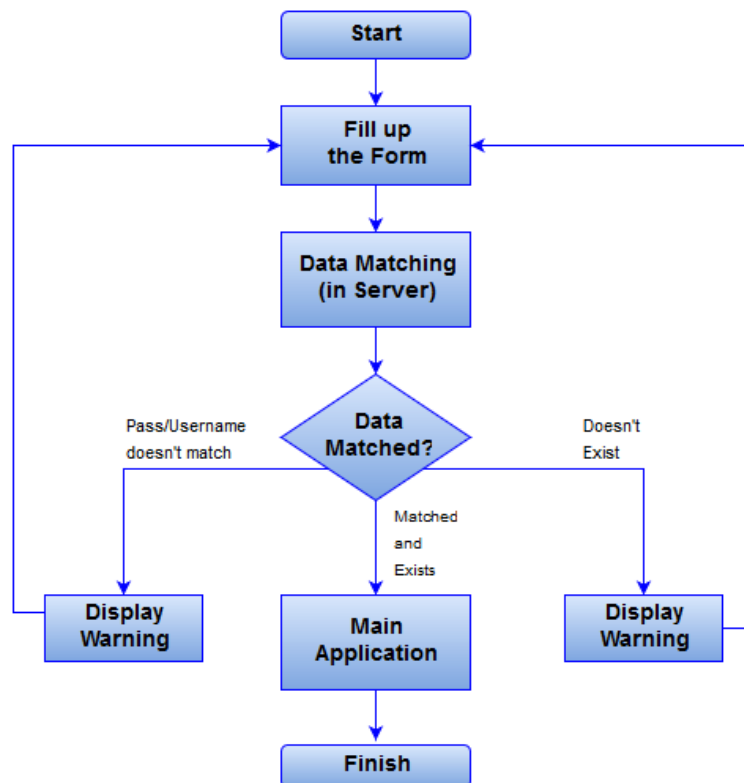 Start
Fill up
the Form
Data Matching
(in Server)
Data
Matched?
Pass/Username
doesn't match
Doesn't
Exist
Matched
and
Exists
Display
Warning
Main
Application
Display
Warning
Finish